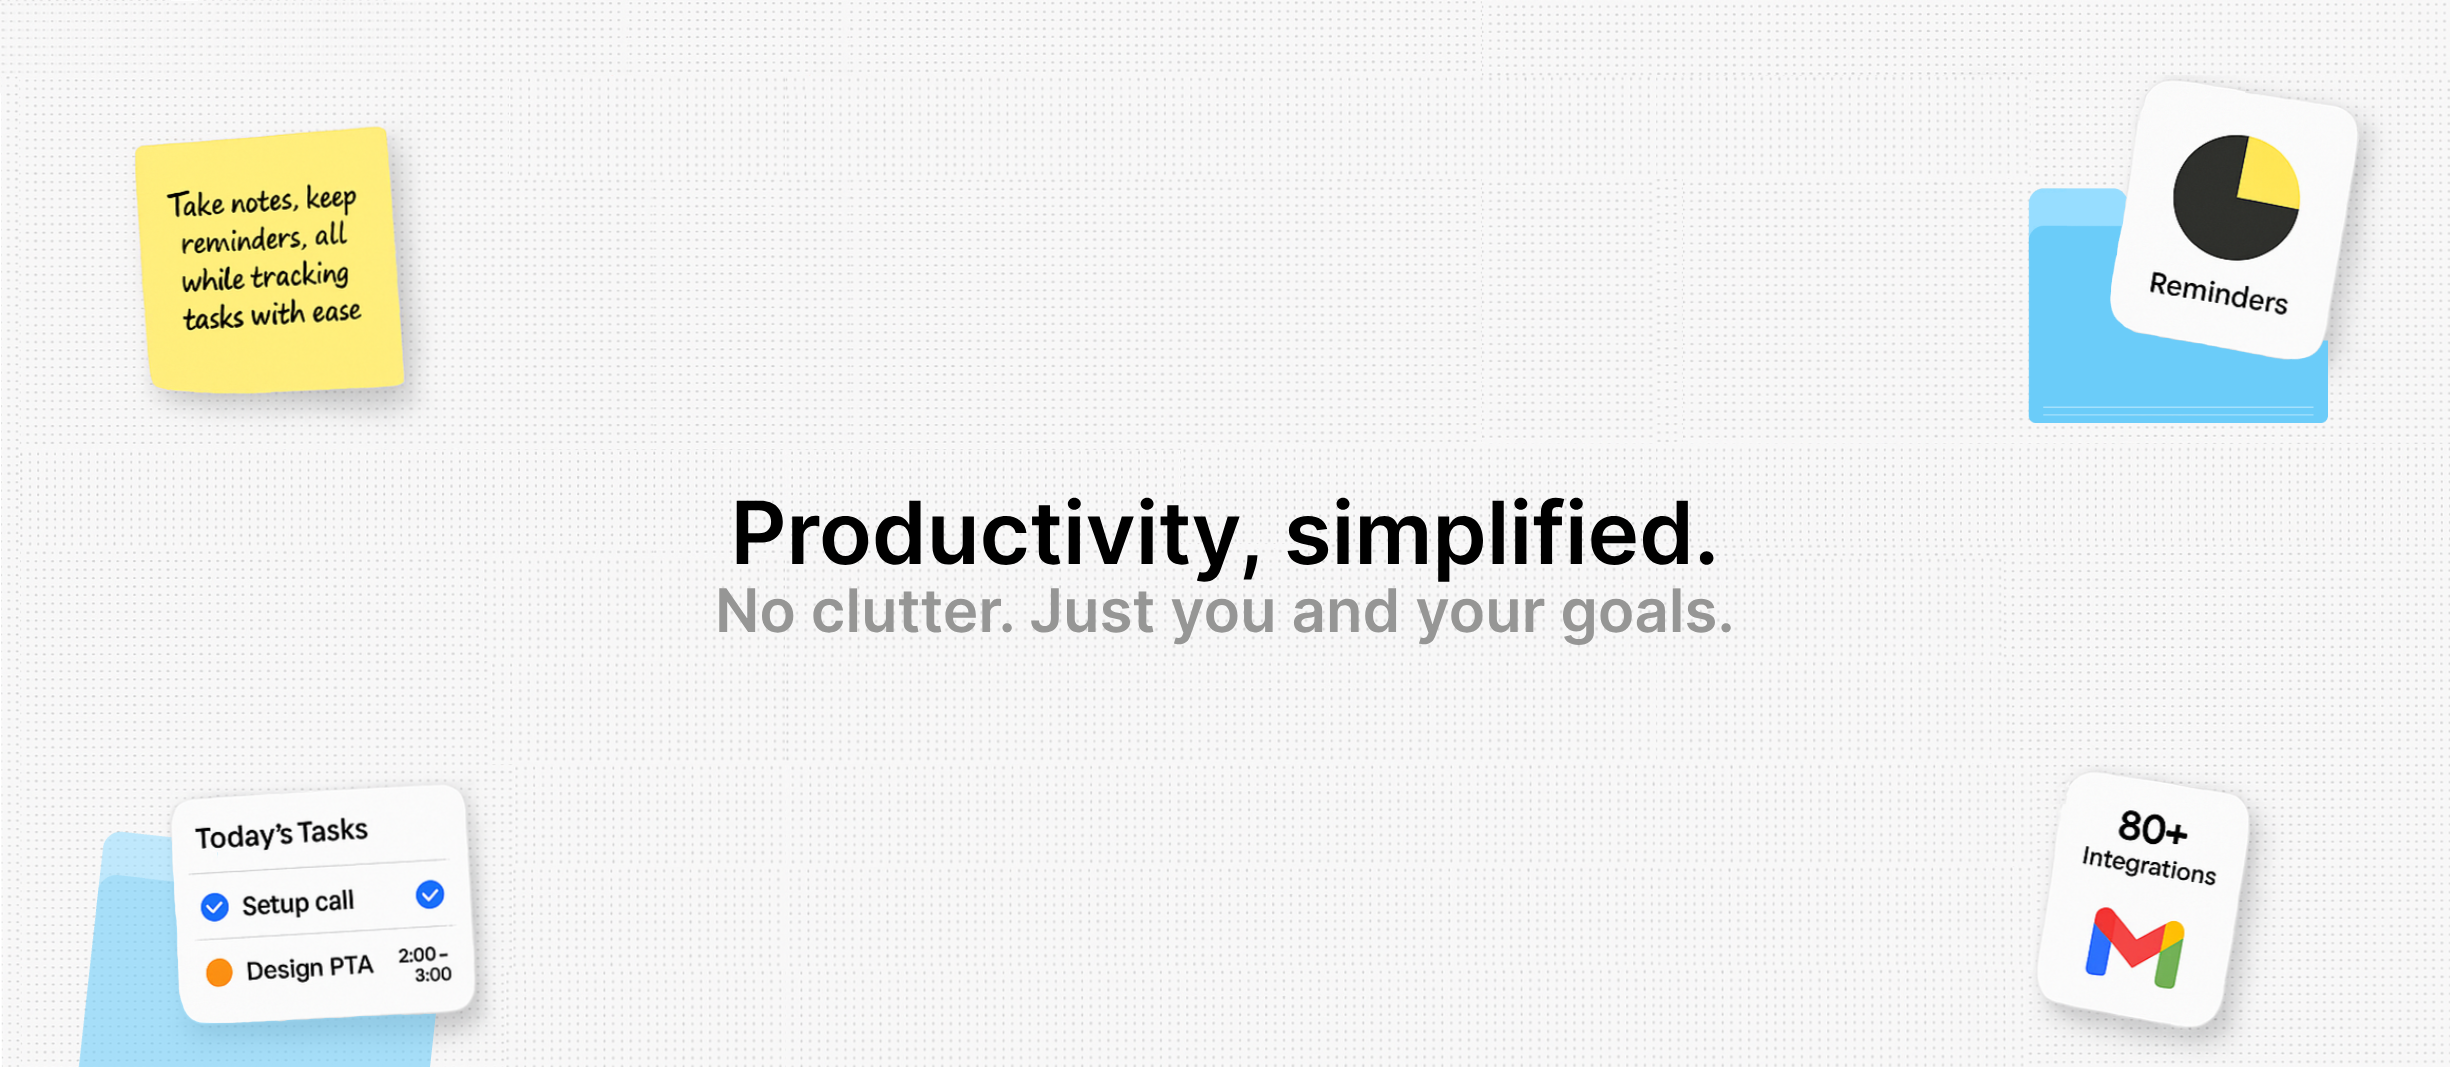 Take notes, keep
reminders, all
while tracking
tasks with ease
Reminders
Productivity, simplified.
No clutter. Just you and your goals.
Today’s Tasks
Setup call
Design PTA
2:00–
3:00
80+
Integrations